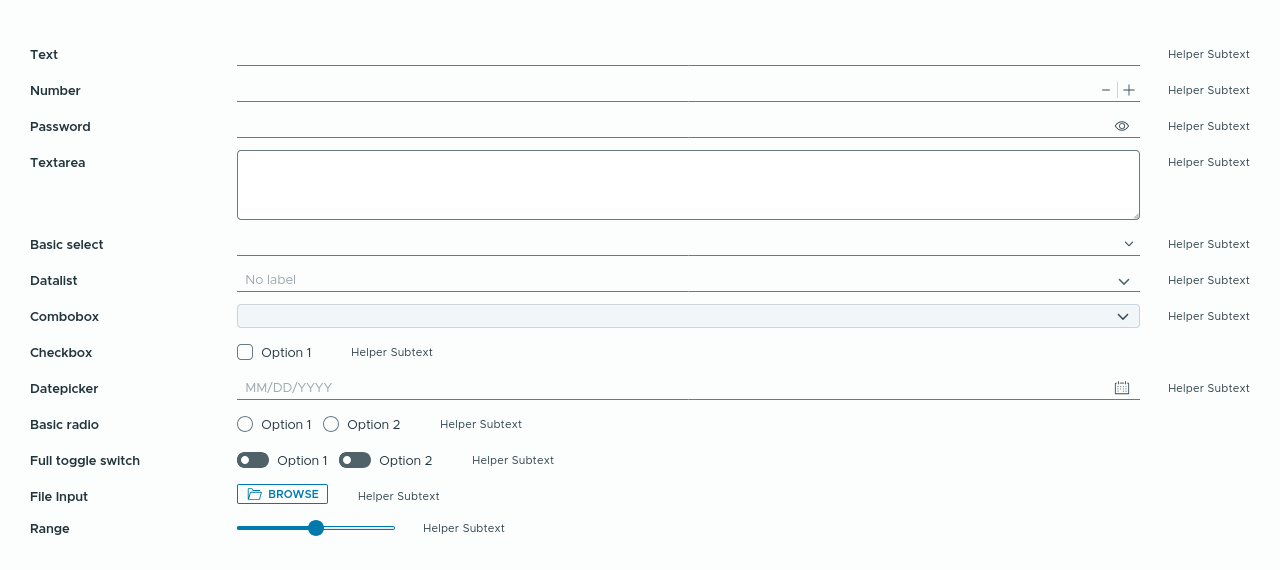 Text Helper Subtext
Number Helper Subtext
Password Helper Subtext
Textarea Helper Subtext
Basic select Helper Subtext
Datalist No label Helper Subtext
Combobox Helper Subtext
Checkbox Option 1 Helper Subtext
Datepicker MM/DD/YYYY Helper Subtext
Basic radio Option 1 Option 2 Helper Subtext
Full toggle switch Option 1 Option 2 Helper Subtext
File Input BROWSE Helper Subtext
Range Helper Subtext